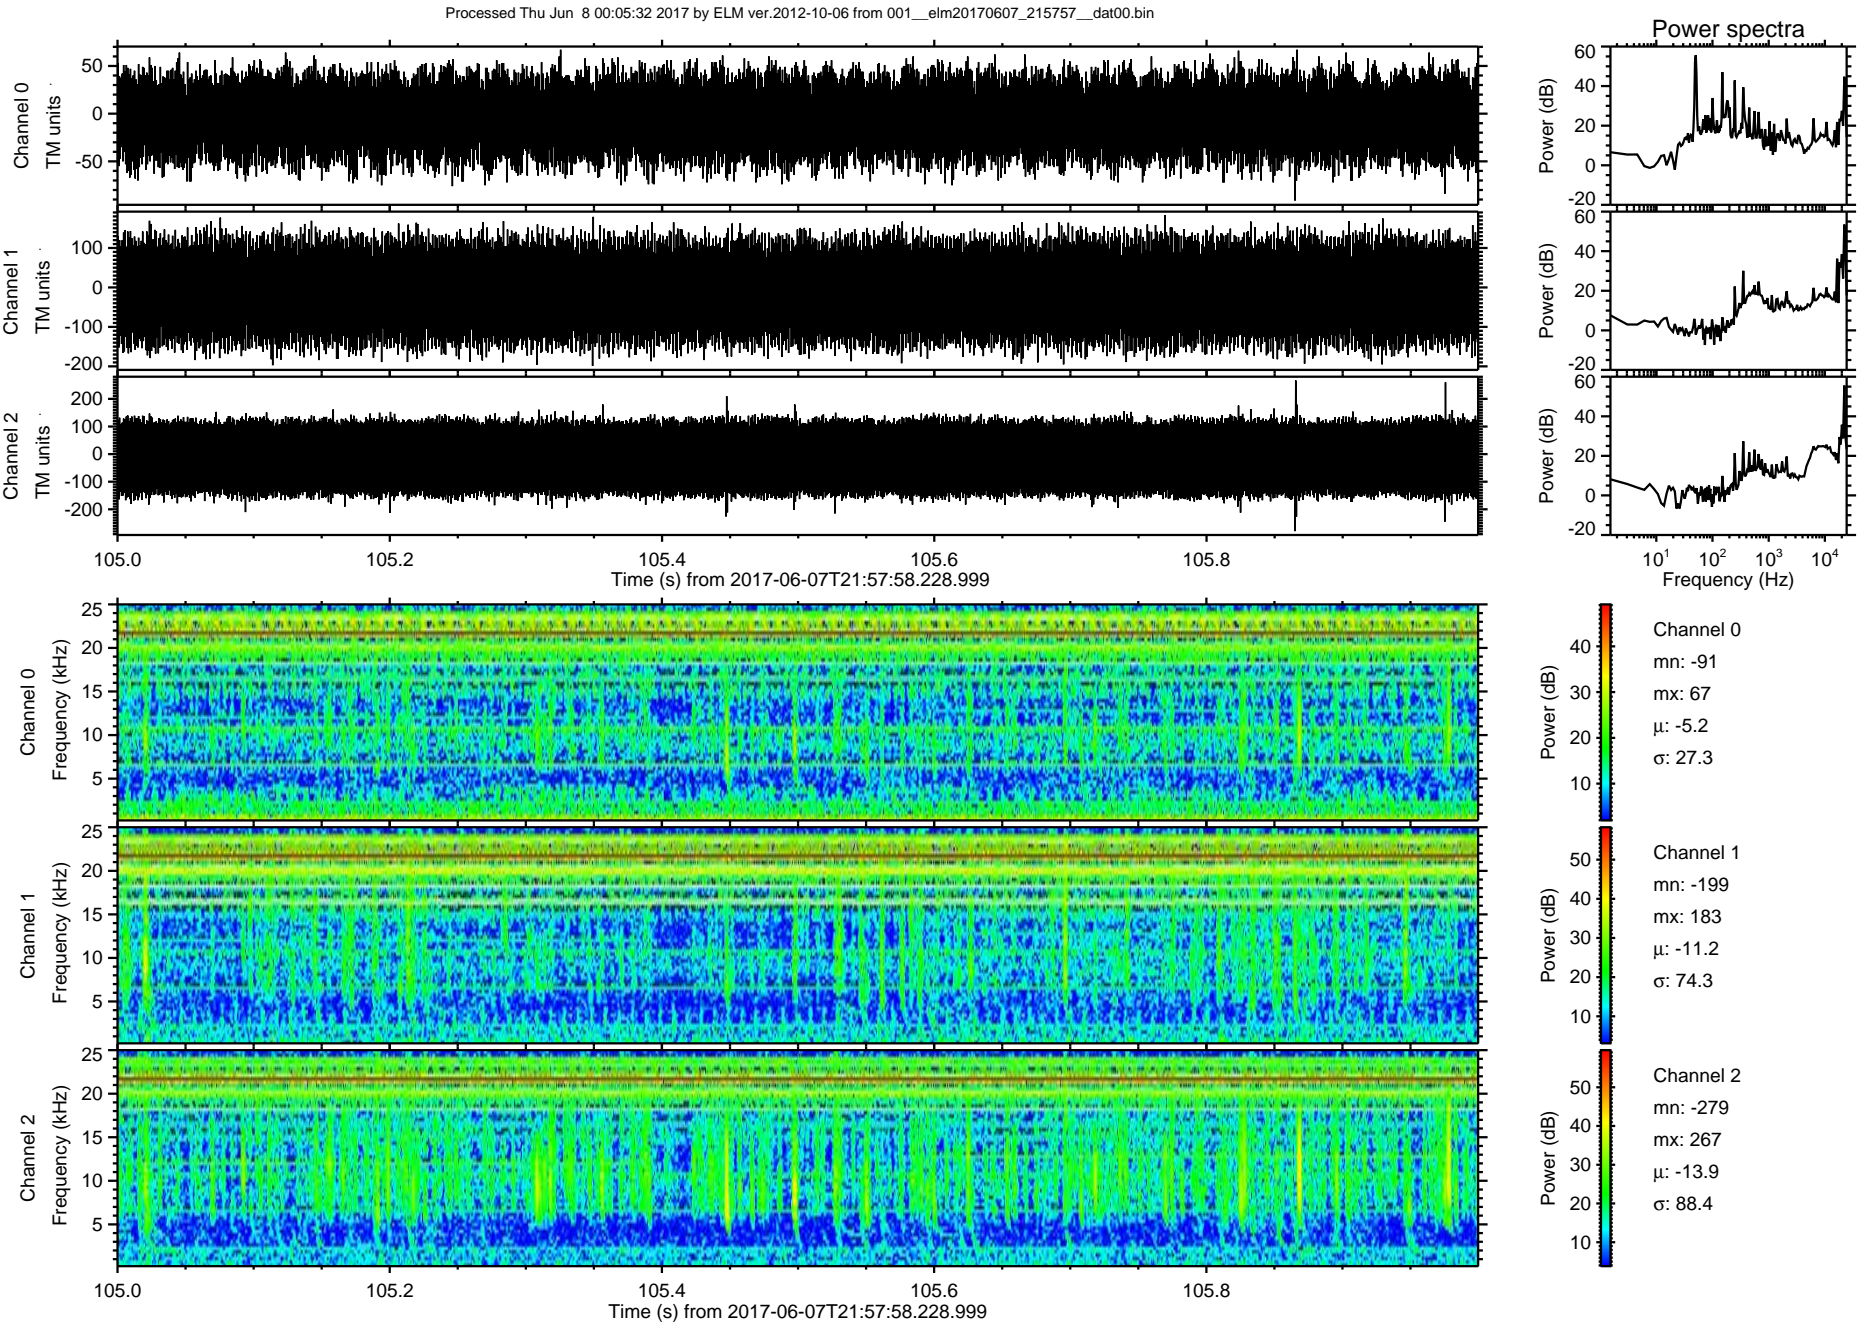 Processed Thu Jun  8 00:05:32 2017 by ELM ver.2012-10-06 from 001__elm20170607_215757__dat00.bin
Power spectra
Channel 0
TM units
50
0
-50
Power (dB)
60
40
20
0
-20
Channel 1
TM units
100
0
-100
-200
Power (dB)
60
40
20
0
-20
Channel 2
TM units
200
100
0
-100
-200
Power (dB)
60
40
20
0
-20
105.0 105.2 105.4 105.6 105.8
Time (s) from 2017-06-07T21:57:58.228.999
10^1 10^2 10^3 10^4
Frequency (Hz)
Channel 0
Frequency (kHz)
25
20
15
10
5
Power (dB)
40
30
20
10
Channel 0
mn: -91
mx: 67
μ: -5.2
σ: 27.3
Channel 1
Frequency (kHz)
25
20
15
10
5
Power (dB)
50
40
30
20
10
Channel 1
mn: -199
mx: 183
μ: -11.2
σ: 74.3
Channel 2
Frequency (kHz)
25
20
15
10
5
Power (dB)
50
40
30
20
10
Channel 2
mn: -279
mx: 267
μ: -13.9
σ: 88.4
105.0 105.2 105.4 105.6 105.8
Time (s) from 2017-06-07T21:57:58.228.999